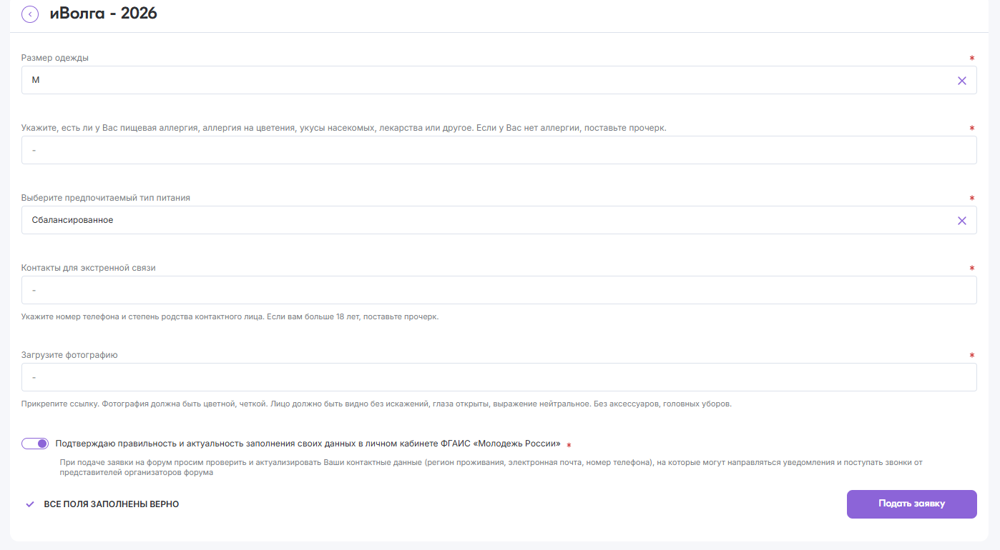 иВолга - 2026
Размер одежды *
M
Укажите, есть ли у Вас пищевая аллергия, аллергия на цветения, укусы насекомых, лекарства или другое. Если у Вас нет аллергии, поставьте прочерк. *
-
Выберите предпочитаемый тип питания *
Сбалансированное
Контакты для экстренной связи *
-
Укажите номер телефона и степень родства контактного лица. Если вам больше 18 лет, поставьте прочерк.
Загрузите фотографию *
-
Прикрепите ссылку. Фотография должна быть цветной, четкой. Лицо должно быть видно без искажений, глаза открыты, выражение нейтральное. Без аксессуаров, головных уборов.
Подтверждаю правильность и актуальность заполнения своих данных в личном кабинете ФГАИС «Молодежь России» *
При подаче заявки на форум просим проверить и актуализировать Ваши контактные данные (регион проживания, электронная почта, номер телефона), на которые могут направляться уведомления и поступать звонки от
представителей организаторов форума
ВСЕ ПОЛЯ ЗАПОЛНЕНЫ ВЕРНО
Подать заявку